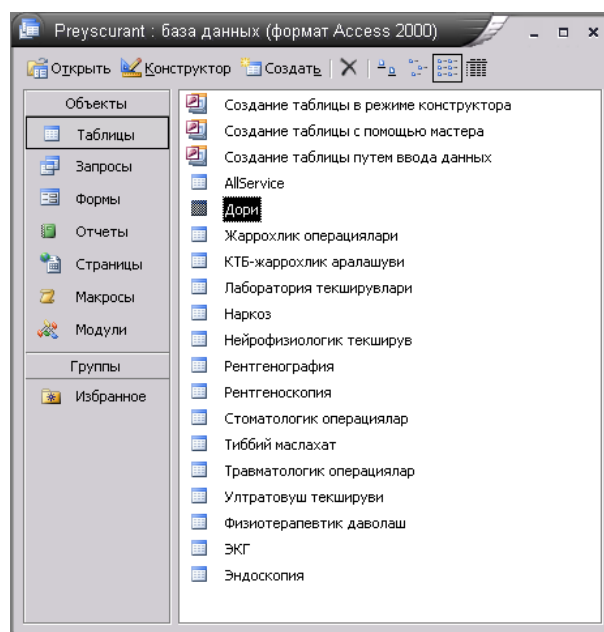 Preyscurant : база данных (формат Access 2000)
Открыть Конструктор Создать
Объекты
Таблицы
Запросы
Формы
Отчеты
Страницы
Макросы
Модули
Группы
Избранное
Создание таблицы в режиме конструктора
Создание таблицы с помощью мастера
Создание таблицы путем ввода данных
AllService
Дори
Жаррохлик операциялари
КТБ-жаррохлик аралашуви
Лаборатория текширувлари
Наркоз
Нейрофизиологик текширув
Рентгенография
Рентгеноскопия
Стоматологик операциялар
Тиббий маслахат
Травматологик операциялар
Ултратовуш текшируви
Физиотерапевтик даволаш
ЭКГ
Эндоскопия